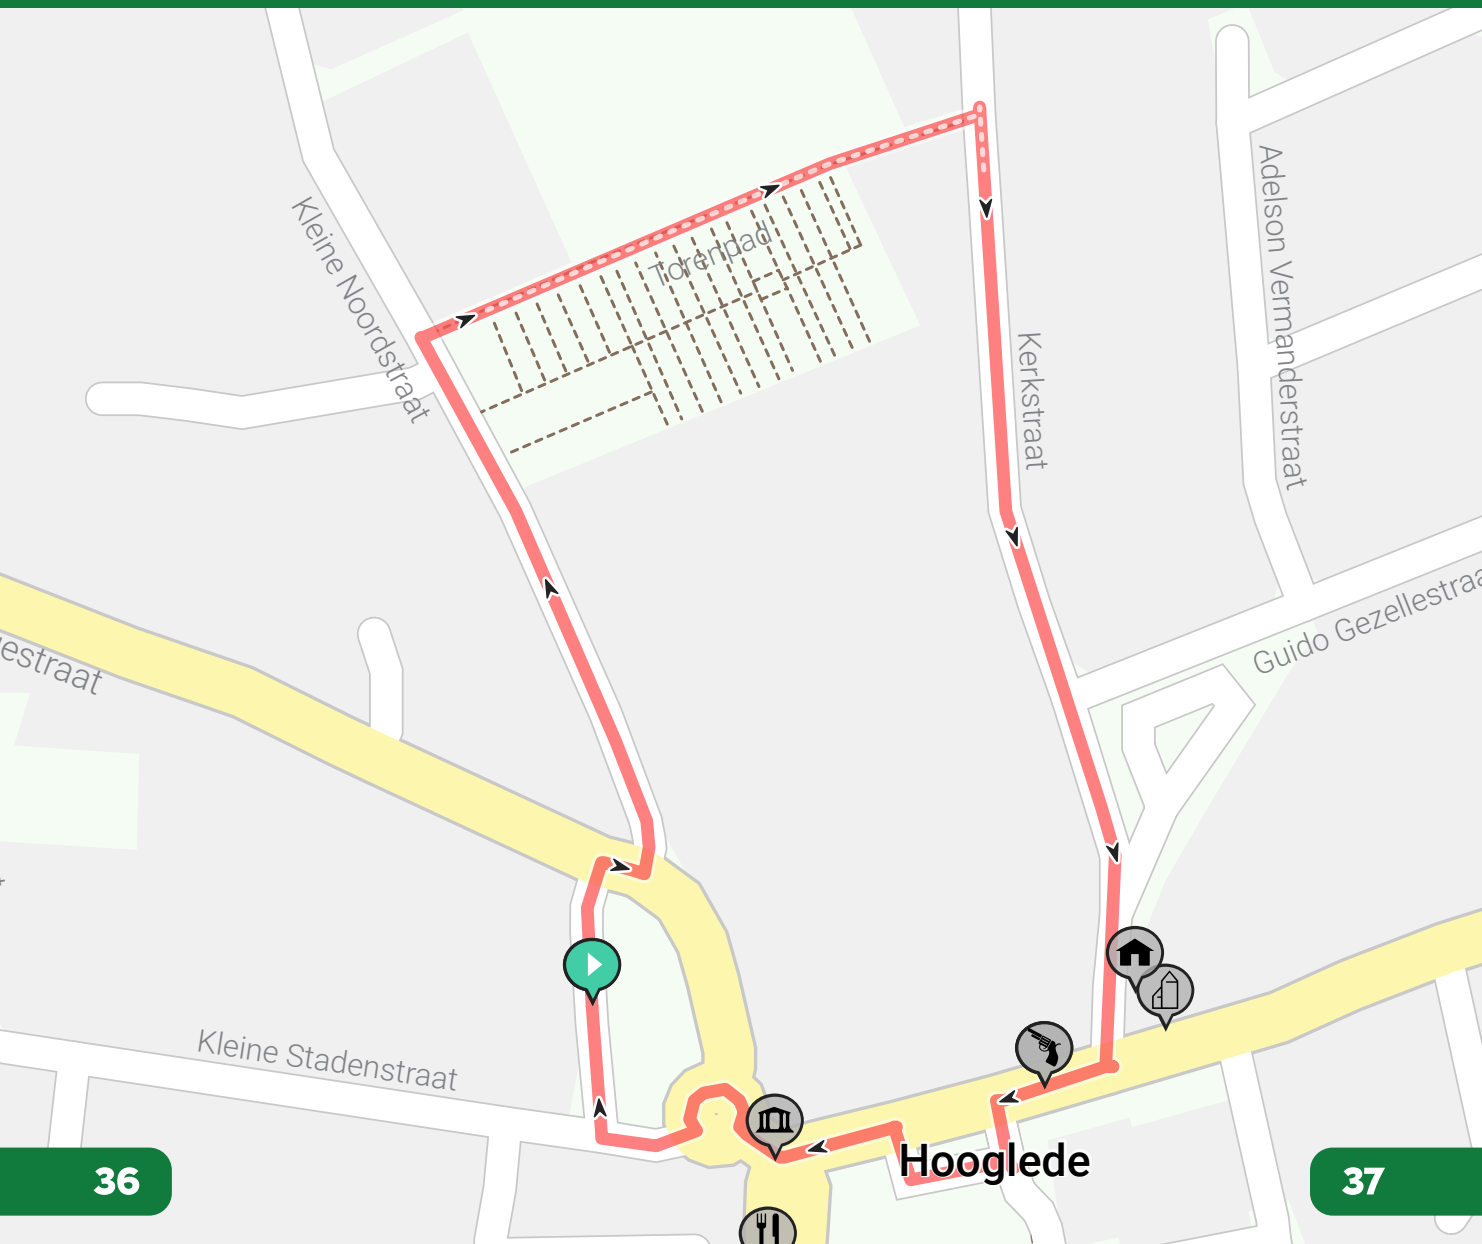 Adelson Vermanderstraat
Kleine Noordstraat
Torenpad
Kerkstraat
Guido Gezellestraa
estraat
Kleine Stadenstraat
Hooglede
36
37